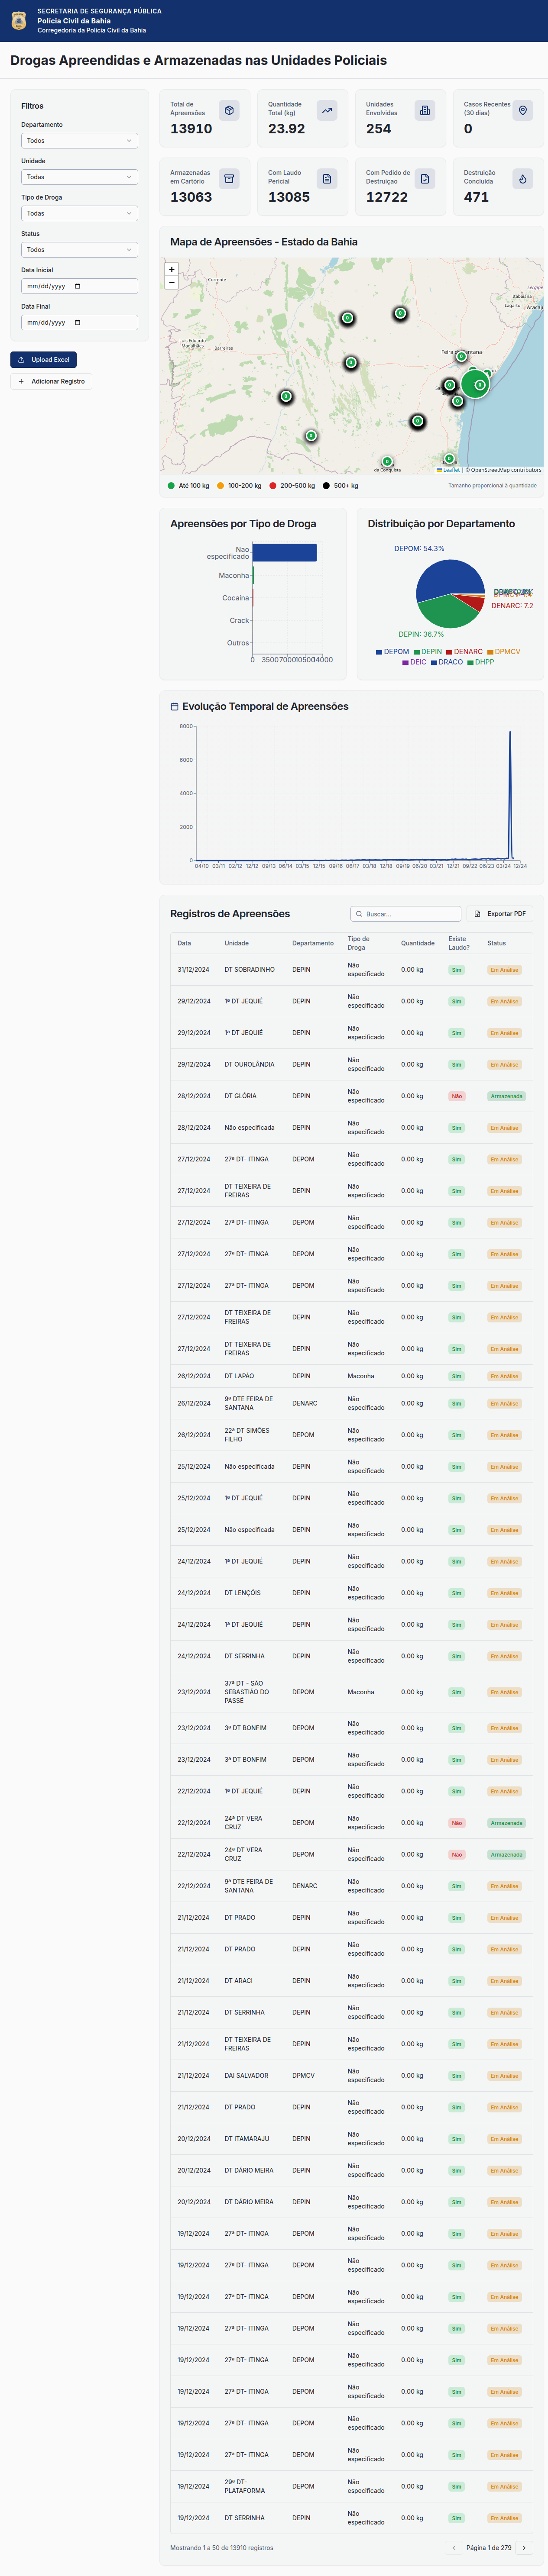 SECRETARIA DE SEGURANÇA PÚBLICA
Polícia Civil da Bahia
Corregedoria da Polícia Civil da Bahia
Drogas Apreendidas e Armazenadas nas Unidades Policiais
Filtros
Departamento
Todos
Unidade
Todas
Tipo de Droga
Todas
Status
Todos
Data Inicial
mm/dd/yyyy
Data Final
mm/dd/yyyy
Upload Excel
Adicionar Registro
Total de
Apreensões
13910
Quantidade
Total (kg)
23.92
Unidades
Envolvidas
254
Casos Recentes
(30 dias)
0
Armazenadas
em Cartório
13063
Com Laudo
Pericial
13085
Com Pedido de
Destruição
12722
Destruição
Concluída
471
Mapa de Apreensões - Estado da Bahia
+
−
Corrente
Luís Eduardo
Magalhães
Barreiras
Itabaiana
Lagarto
Leaflet | © OpenStreetMap contributors
Até 100 kg
100-200 kg
200-500 kg
500+ kg
Tamanho proporcional à quantidade
Apreensões por Tipo de Droga
Não
especificado
Maconha
Cocaína
Crack
Outros
0 3500 7000 10500 14000
Distribuição por Departamento
DEPOM: 54.3%
DENARC: 7.2
DEPIN: 36.7%
DEPOM DEPIN DENARC DPMCV
DEIC DRACO DHPP
Evolução Temporal de Apreensões
8000
6000
4000
2000
0
04/10 03/11 02/12 12/12 09/13 06/14 03/15 12/15 09/16 06/17 03/18 12/18 09/19 06/20 03/21 12/21 09/22 06/23 03/24 12/24
Registros de Apreensões
Buscar...
Exportar PDF
Data Unidade Departamento Tipo de Droga Quantidade Existe Laudo? Status
31/12/2024 DT SOBRADINHO DEPIN Não especificado 0.00 kg Sim Em Análise
29/12/2024 1ª DT JEQUIÉ DEPIN Não especificado 0.00 kg Sim Em Análise
29/12/2024 1ª DT JEQUIÉ DEPIN Não especificado 0.00 kg Sim Em Análise
29/12/2024 DT OUROLÂNDIA DEPIN Não especificado 0.00 kg Sim Em Análise
28/12/2024 DT GLÓRIA DEPIN Não especificado 0.00 kg Não Armazenada
28/12/2024 Não especificada DEPIN Não especificado 0.00 kg Sim Em Análise
27/12/2024 27ª DT- ITINGA DEPOM Não especificado 0.00 kg Sim Em Análise
27/12/2024 DT TEIXEIRA DE FREIRAS DEPIN Não especificado 0.00 kg Sim Em Análise
27/12/2024 27ª DT- ITINGA DEPOM Não especificado 0.00 kg Sim Em Análise
27/12/2024 27ª DT- ITINGA DEPOM Não especificado 0.00 kg Sim Em Análise
27/12/2024 27ª DT- ITINGA DEPOM Não especificado 0.00 kg Sim Em Análise
27/12/2024 DT TEIXEIRA DE FREIRAS DEPIN Não especificado 0.00 kg Sim Em Análise
27/12/2024 DT TEIXEIRA DE FREIRAS DEPIN Não especificado 0.00 kg Sim Em Análise
26/12/2024 DT LAPÃO DEPIN Maconha 0.00 kg Sim Em Análise
26/12/2024 9ª DTE FEIRA DE SANTANA DENARC Não especificado 0.00 kg Sim Em Análise
26/12/2024 22ª DT SIMÕES FILHO DEPOM Não especificado 0.00 kg Sim Em Análise
25/12/2024 Não especificada DEPIN Não especificado 0.00 kg Sim Em Análise
25/12/2024 1ª DT JEQUIÉ DEPIN Não especificado 0.00 kg Sim Em Análise
25/12/2024 Não especificada DEPIN Não especificado 0.00 kg Sim Em Análise
24/12/2024 1ª DT JEQUIÉ DEPIN Não especificado 0.00 kg Sim Em Análise
24/12/2024 DT LENÇÓIS DEPIN Não especificado 0.00 kg Sim Em Análise
24/12/2024 1ª DT JEQUIÉ DEPIN Não especificado 0.00 kg Sim Em Análise
24/12/2024 DT SERRINHA DEPIN Não especificado 0.00 kg Sim Em Análise
23/12/2024 37ª DT - SÃO SEBASTIÃO DO PASSÉ DEPOM Maconha 0.00 kg Sim Em Análise
23/12/2024 3ª DT BONFIM DEPOM Não especificado 0.00 kg Sim Em Análise
23/12/2024 3ª DT BONFIM DEPOM Não especificado 0.00 kg Sim Em Análise
22/12/2024 1ª DT JEQUIÉ DEPIN Não especificado 0.00 kg Sim Em Análise
22/12/2024 24ª DT VERA CRUZ DEPOM Não especificado 0.00 kg Não Armazenada
22/12/2024 24ª DT VERA CRUZ DEPOM Não especificado 0.00 kg Não Armazenada
22/12/2024 9ª DTE FEIRA DE SANTANA DENARC Não especificado 0.00 kg Sim Em Análise
21/12/2024 DT PRADO DEPIN Não especificado 0.00 kg Sim Em Análise
21/12/2024 DT PRADO DEPIN Não especificado 0.00 kg Sim Em Análise
21/12/2024 DT ARACI DEPIN Não especificado 0.00 kg Sim Em Análise
21/12/2024 DT SERRINHA DEPIN Não especificado 0.00 kg Sim Em Análise
21/12/2024 DT TEIXEIRA DE FREIRAS DEPIN Não especificado 0.00 kg Sim Em Análise
21/12/2024 DAI SALVADOR DPMCV Não especificado 0.00 kg Sim Em Análise
21/12/2024 DT PRADO DEPIN Não especificado 0.00 kg Sim Em Análise
20/12/2024 DT ITAMARAJU DEPIN Não especificado 0.00 kg Sim Em Análise
20/12/2024 DT DÁRIO MEIRA DEPIN Não especificado 0.00 kg Sim Em Análise
20/12/2024 DT DÁRIO MEIRA DEPIN Não especificado 0.00 kg Sim Em Análise
19/12/2024 27ª DT- ITINGA DEPOM Não especificado 0.00 kg Sim Em Análise
19/12/2024 27ª DT- ITINGA DEPOM Não especificado 0.00 kg Sim Em Análise
19/12/2024 27ª DT- ITINGA DEPOM Não especificado 0.00 kg Sim Em Análise
19/12/2024 27ª DT- ITINGA DEPOM Não especificado 0.00 kg Sim Em Análise
19/12/2024 27ª DT- ITINGA DEPOM Não especificado 0.00 kg Sim Em Análise
19/12/2024 27ª DT- ITINGA DEPOM Não especificado 0.00 kg Sim Em Análise
19/12/2024 27ª DT- ITINGA DEPOM Não especificado 0.00 kg Sim Em Análise
19/12/2024 27ª DT- ITINGA DEPOM Não especificado 0.00 kg Sim Em Análise
19/12/2024 29ª DT- PLATAFORMA DEPOM Não especificado 0.00 kg Sim Em Análise
19/12/2024 DT SERRINHA DEPIN Não especificado 0.00 kg Sim Em Análise
Mostrando 1 a 50 de 13910 registros
Página 1 de 279